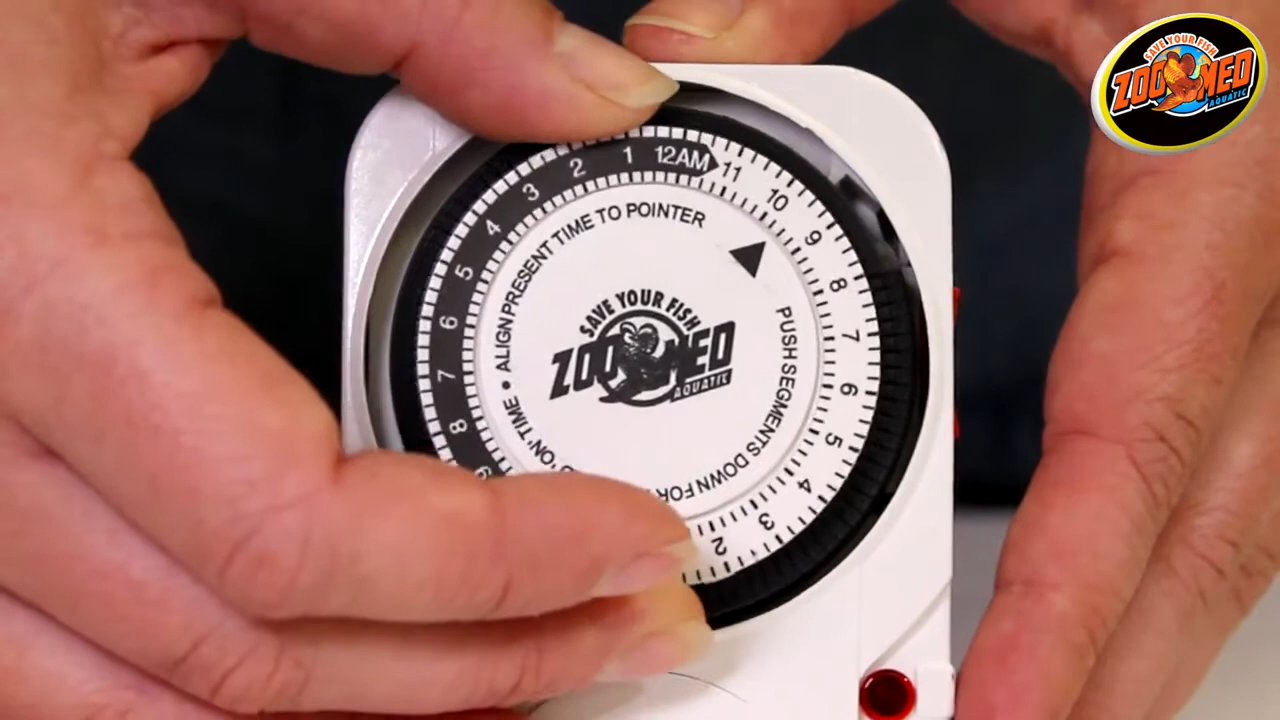 SAVE YOUR FISH
ZOO MED
AQUATIC
12AM 11 10 9 8 7 6 5 4 3 2
1 2 3 4 5 6 7 8 9
• ALIGN PRESENT TIME TO POINTER
PUSH SEGMENTS DOWN FOR
'ON' TIME
SAVE YOUR FISH
ZOO MED
AQUATIC